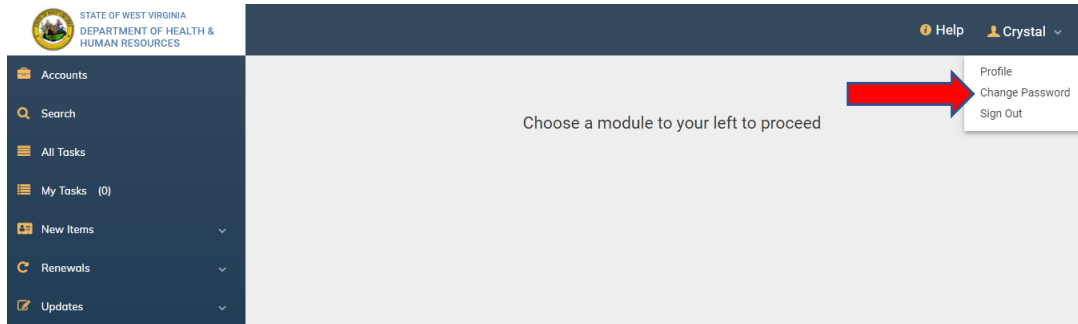 STATE OF WEST VIRGINIA
DEPARTMENT OF HEALTH &
HUMAN RESOURCES
Help
Crystal
Accounts
Profile
Change Password
Sign Out
Search
Choose a module to your left to proceed
All Tasks
My Tasks (0)
New Items
Renewals
Updates